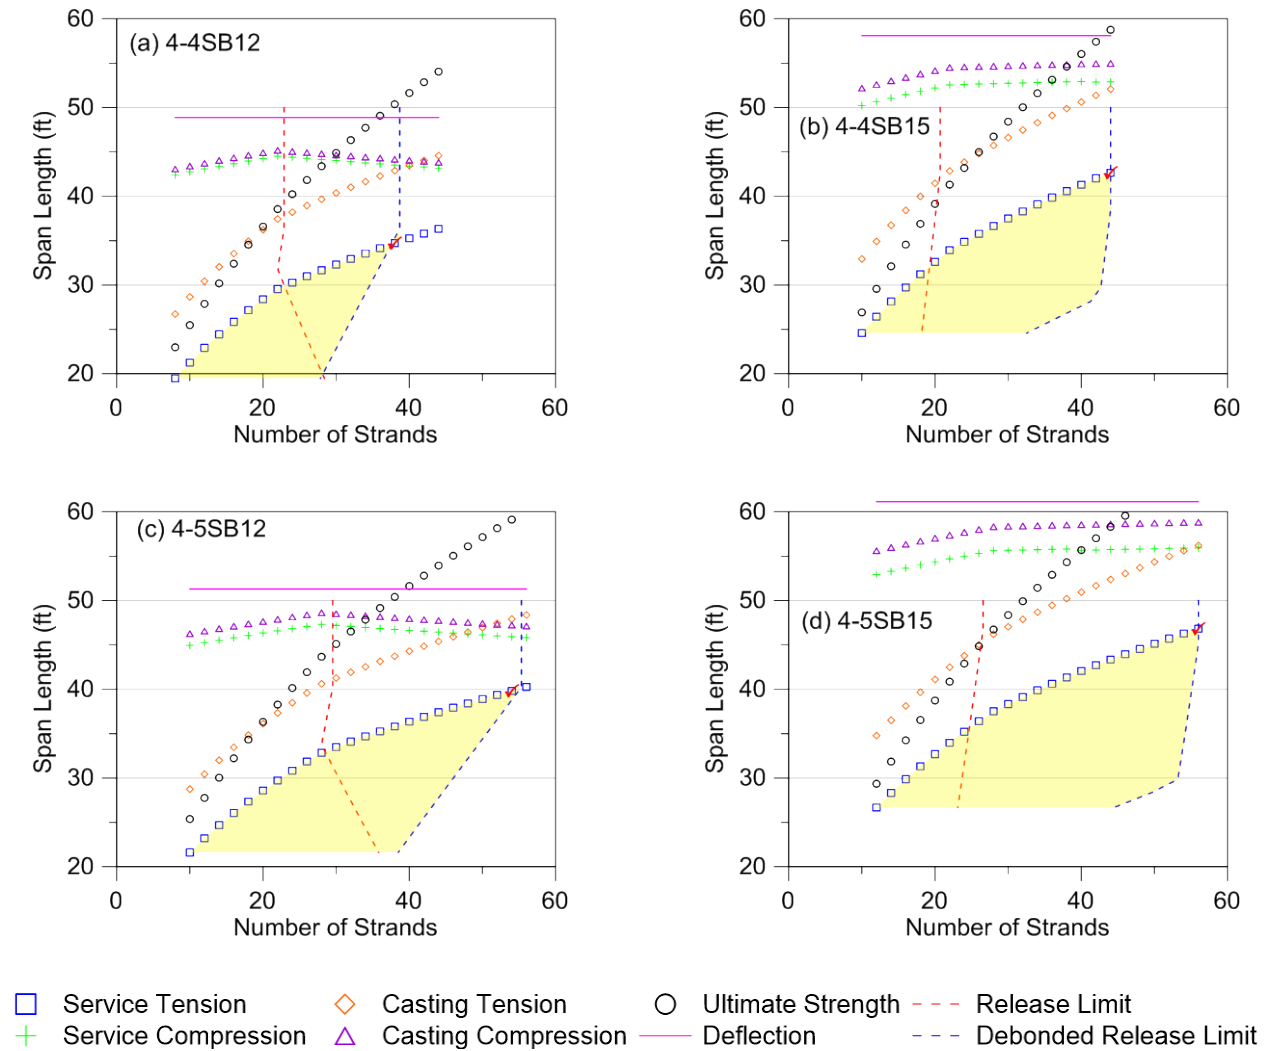 60
(a) 4-4SB12
50
40
30
20
0
20
40
60
Span Length (ft)
Number of Strands
60
50
(b) 4-4SB15
40
30
20
0
20
40
60
Span Length (ft)
Number of Strands
60
(c) 4-5SB12
50
40
30
20
0
20
40
60
Span Length (ft)
Number of Strands
60
50
(d) 4-5SB15
40
30
20
0
20
40
60
Span Length (ft)
Number of Strands
Service Tension
Casting Tension
Ultimate Strength
Release Limit
Service Compression
Casting Compression
Deflection
Debonded Release Limit